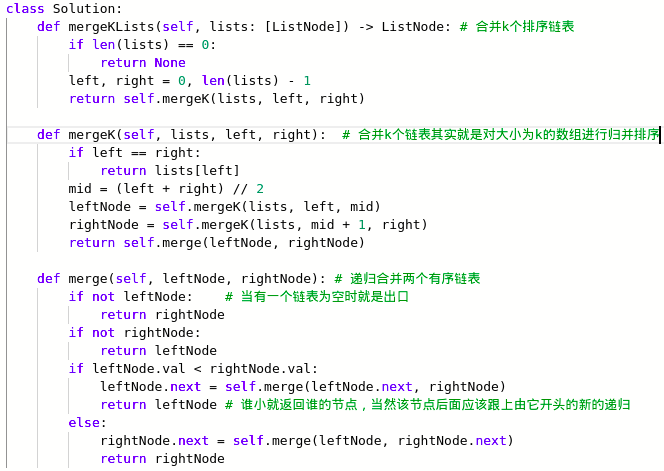 class Solution:
    def mergeKLists(self, lists: [ListNode]) -> ListNode: # 合并k个排序链表
        if len(lists) == 0:
            return None
        left, right = 0, len(lists) - 1
        return self.mergeK(lists, left, right)
    def mergeK(self, lists, left, right):  # 合并k个链表其实就是对大小为k的数组进行归并排序
        if left == right:
            return lists[left]
        mid = (left + right) // 2
        leftNode = self.mergeK(lists, left, mid)
        rightNode = self.mergeK(lists, mid + 1, right)
        return self.merge(leftNode, rightNode)
    def merge(self, leftNode, rightNode): # 递归合并两个有序链表
        if not leftNode:    # 当有一个链表为空时就是出口
            return rightNode
        if not rightNode:
            return leftNode
        if leftNode.val < rightNode.val:
            leftNode.next = self.merge(leftNode.next, rightNode)
            return leftNode # 谁小就返回谁的节点，当然该节点后面应该跟上由它开头的新的递归
        else:
            rightNode.next = self.merge(leftNode, rightNode.next)
            return rightNode